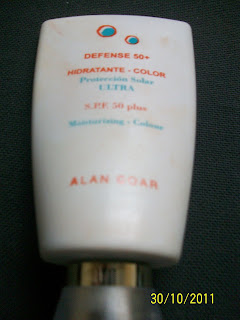 DEFENSE 50+
HIDRATANTE - COLOR
Protección Solar
ULTRA
S.P.F 50 plus
Moisturizing - Colour
ALAN COAR
30/10/2011